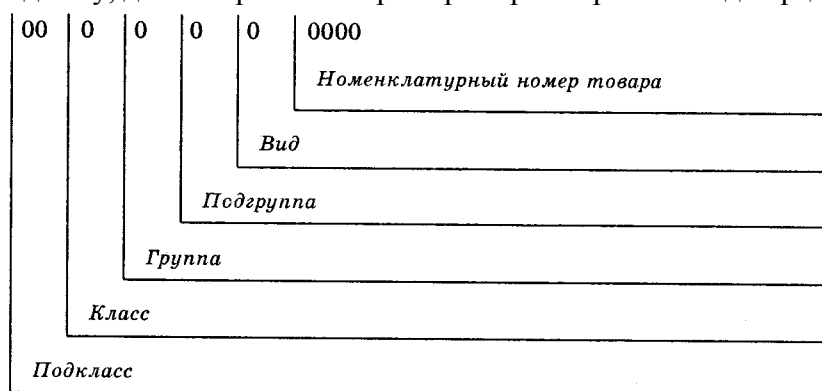 00 0 0 0 0 0000
Номенклатурный номер товара
Вид
Подгруппа
Группа
Класс
Подкласс